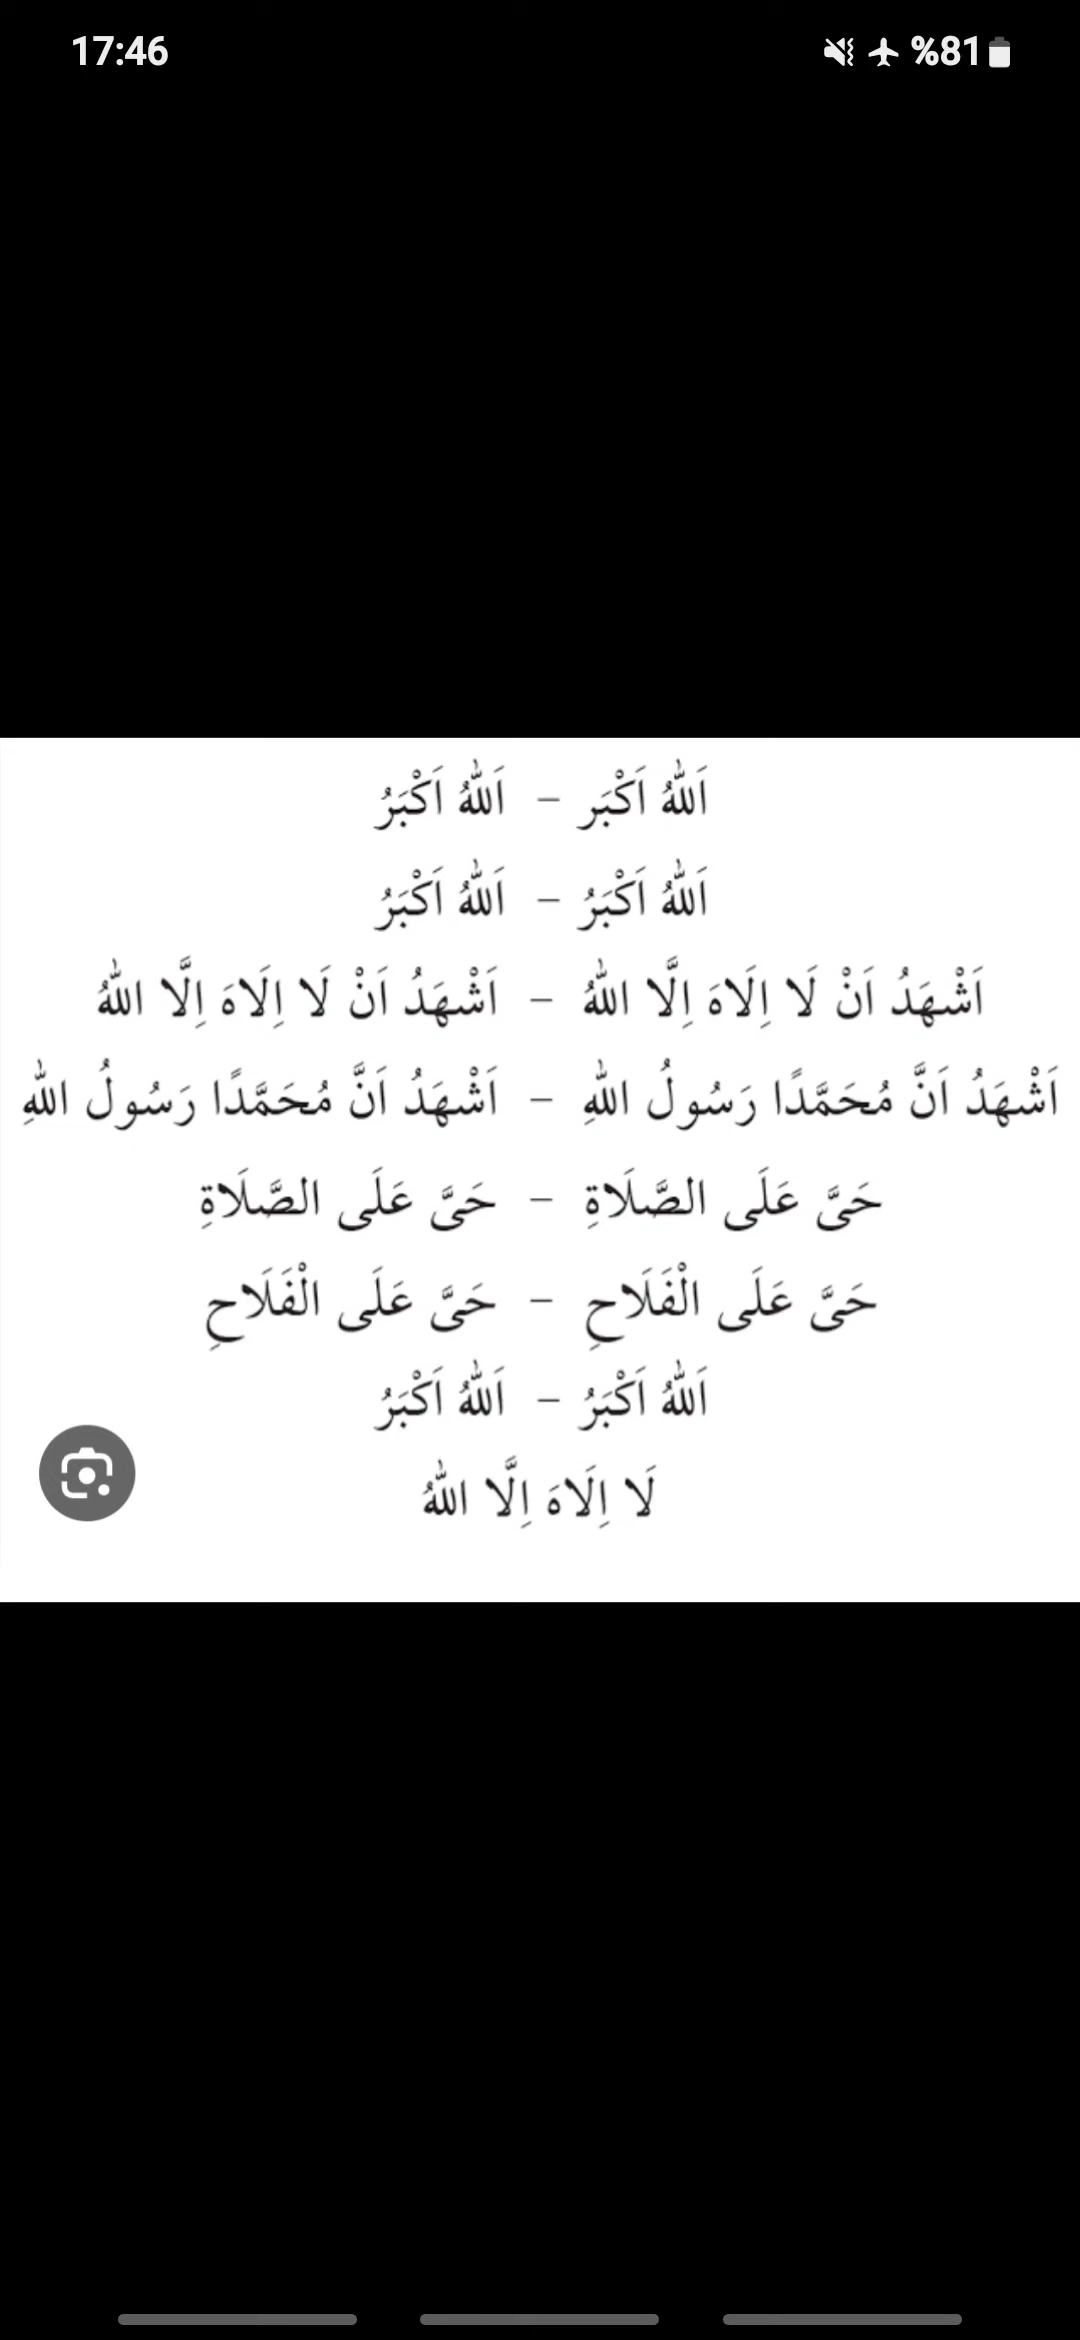 17:46 %81
اَللّٰهُ اَكْبَر – اَللّٰهُ اَكْبَرُ
اَللّٰهُ اَكْبَرُ – اَللّٰهُ اَكْبَرُ
اَشْهَدُ اَنْ لَا اِلَاهَ اِلَّا اللّٰهُ – اَشْهَدُ اَنْ لَا اِلَاهَ اِلَّا اللّٰهُ
اَشْهَدُ اَنَّ مُحَمَّدًا رَسُولُ اللّٰهِ – اَشْهَدُ اَنَّ مُحَمَّدًا رَسُولُ اللّٰهِ
حَىَّ عَلَى الصَّلَاةِ – حَىَّ عَلَى الصَّلَاةِ
حَىَّ عَلَى الْفَلَاحِ – حَىَّ عَلَى الْفَلَاحِ
اَللّٰهُ اَكْبَرُ – اَللّٰهُ اَكْبَرُ
لَا اِلَاهَ اِلَّا اللّٰهُ